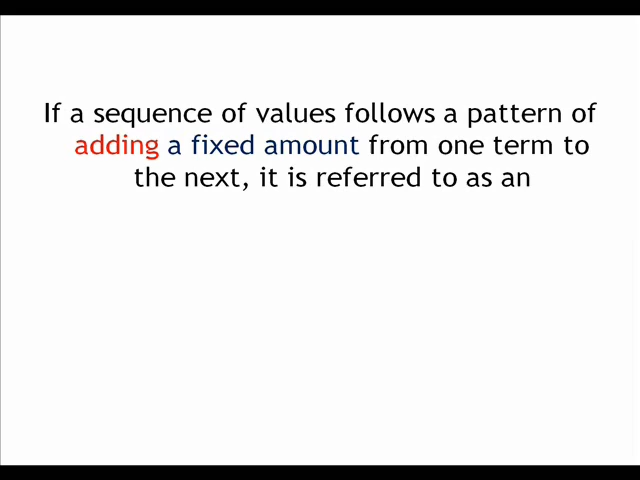 If a sequence of values follows a pattern of
adding a fixed amount from one term to
the next, it is referred to as an